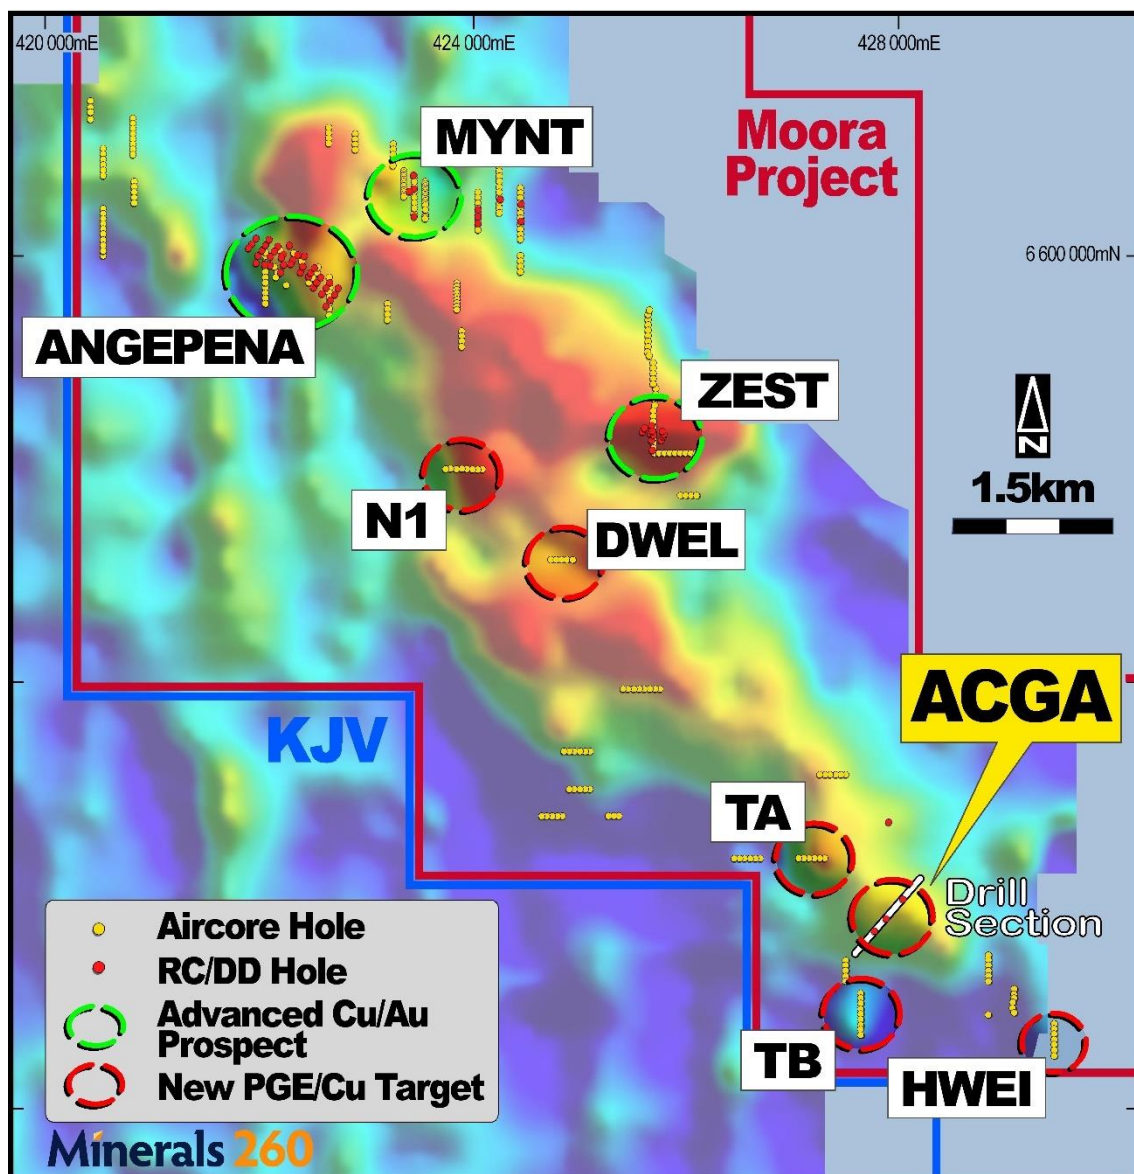 420 000mE
424 000mE
428 000mE
MYNT
Moora
Project
6 600 000mN
ANGEPENA
ZEST
N
1.5km
N1
DWEL
ACGA
KJV
TA
Drill
Section
Aircore Hole
RC/DD Hole
Advanced Cu/Au
Prospect
New PGE/Cu Target
TB
HWEI
Minerals 260